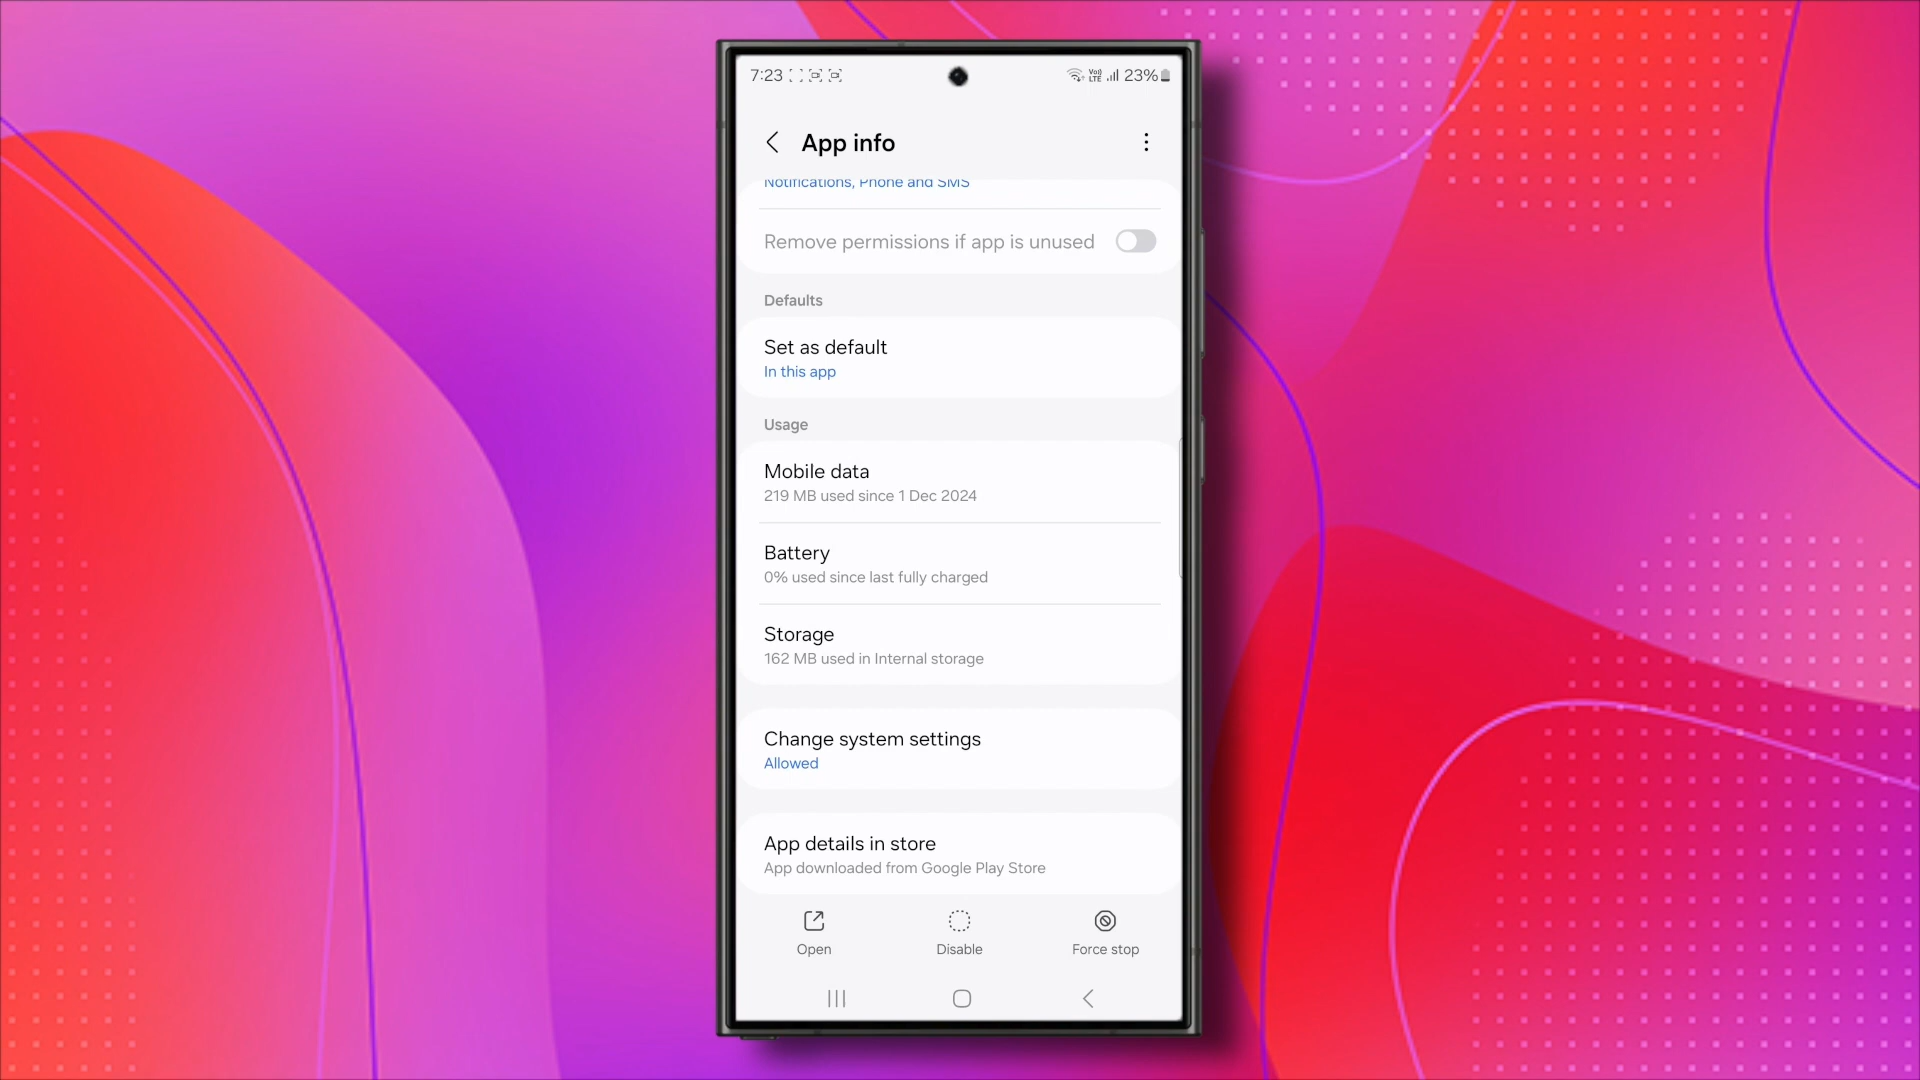 7:23 Vo) LTE 23%
App info
Notifications, Phone and SMS
Remove permissions if app is unused
Defaults
Set as default
In this app
Usage
Mobile data
219 MB used since 1 Dec 2024
Battery
0% used since last fully charged
Storage
162 MB used in Internal storage
Change system settings
Allowed
App details in store
App downloaded from Google Play Store
Open Disable Force stop